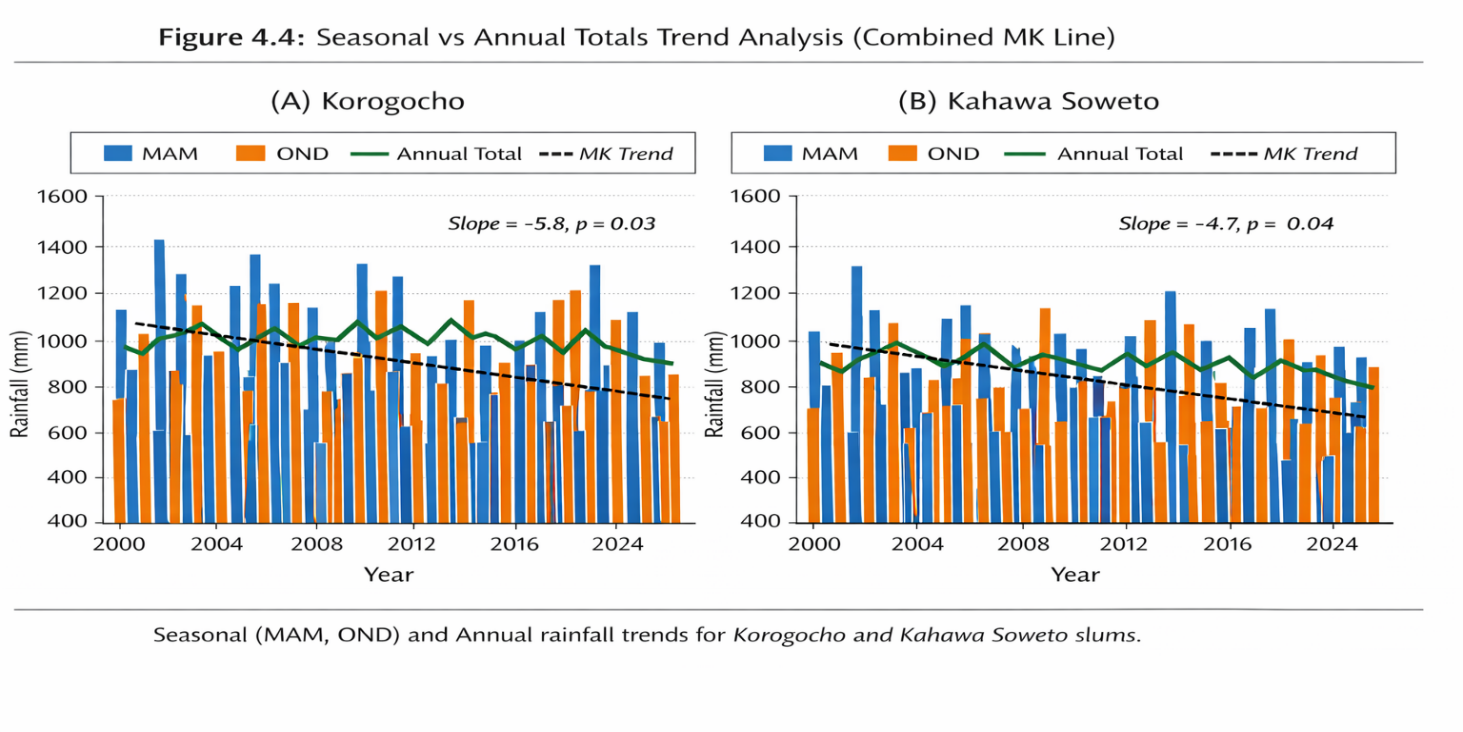 Figure 4.4: Seasonal vs Annual Totals Trend Analysis (Combined MK Line)
(A) Korogocho
MAM OND Annual Total MK Trend
Slope = -5.8, p = 0.03
Rainfall (mm)
1600
1400
1200
1000
800
600
400
400
2000 2004 2008 2012 2016 2024
Year
(B) Kahawa Soweto
MAM OND Annual Total MK Trend
Slope = -4.7, p = 0.04
Rainfall (mm)
1600
1400
1200
1000
800
600
400
400
2000 2004 2008 2012 2016 2024
Year
Seasonal (MAM, OND) and Annual rainfall trends for Korogocho and Kahawa Soweto slums.